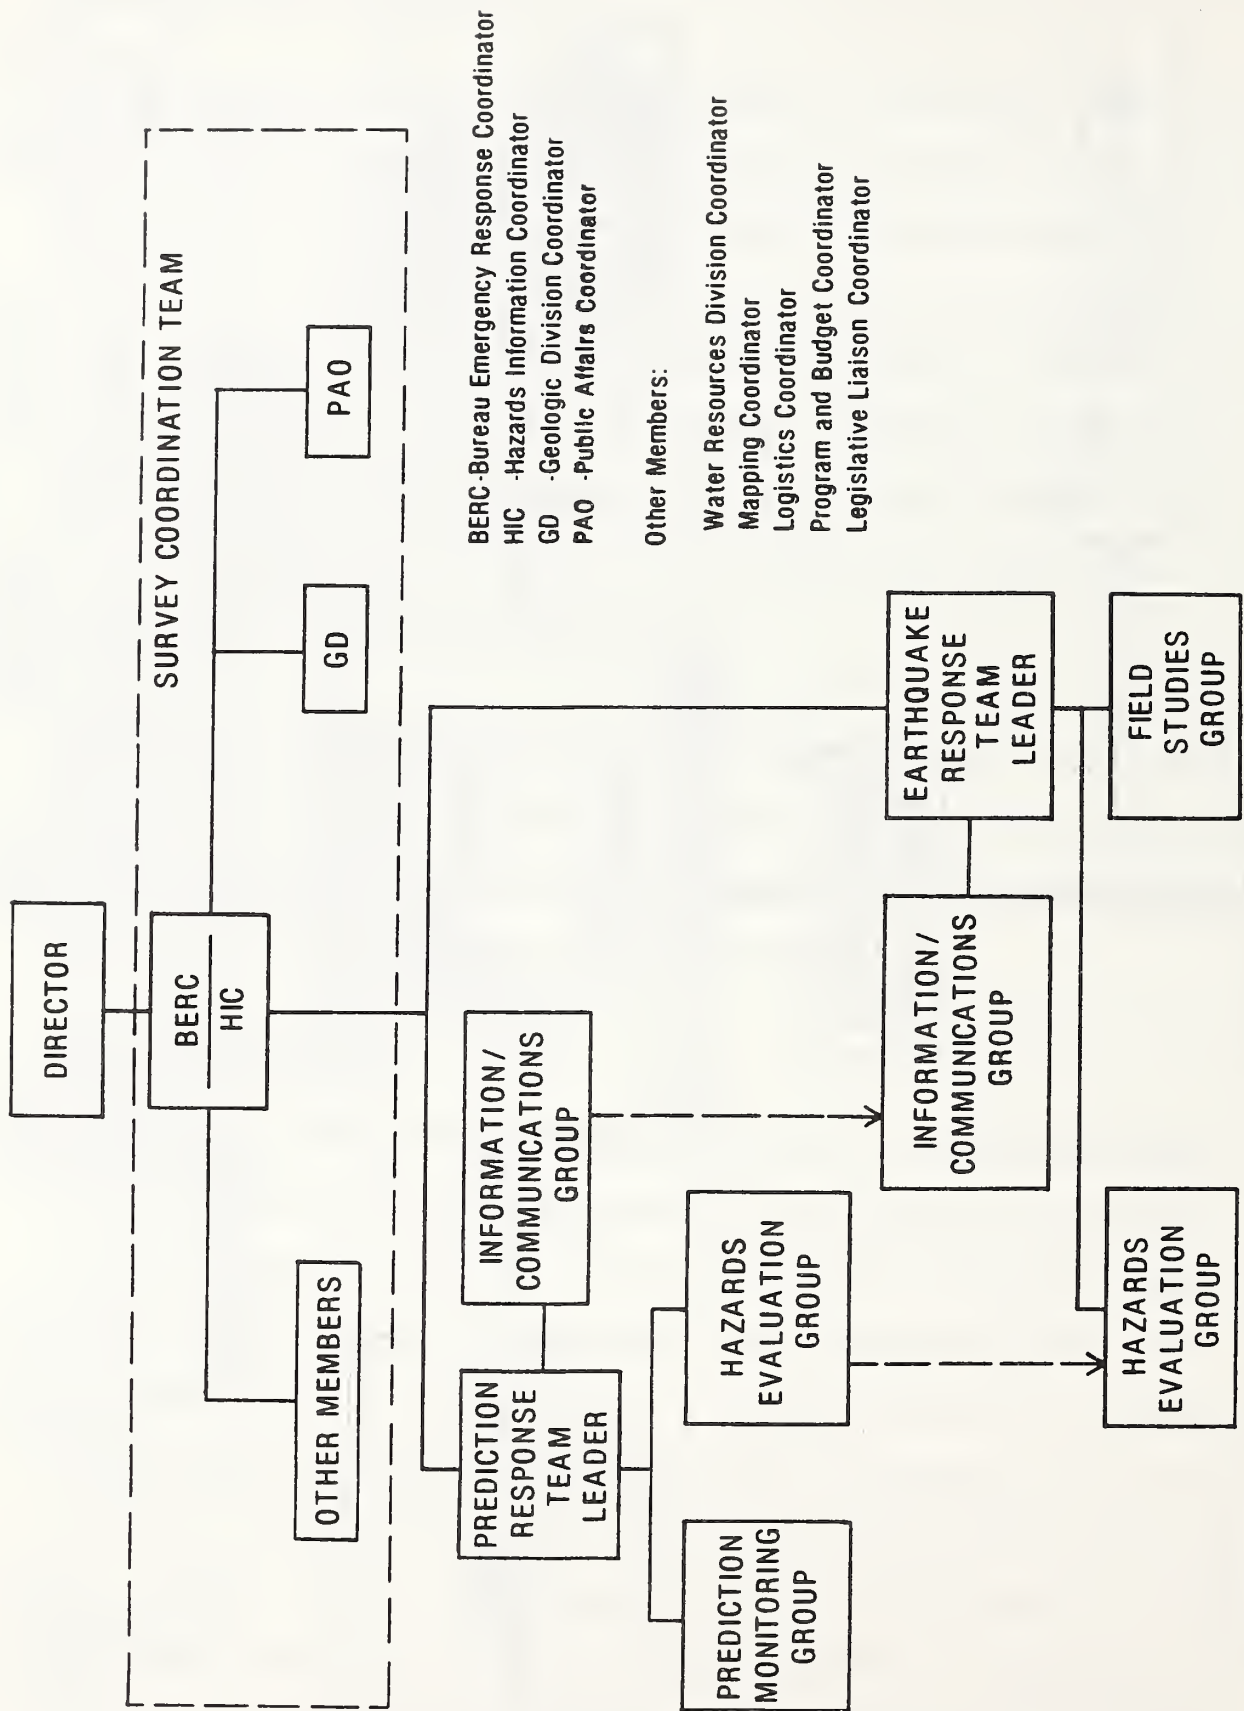 DIRECTOR
SURVEY COORDINATION TEAM
BERC
HIC
OTHER MEMBERS
GD
PAO
BERC-Bureau Emergency Response Coordinator
HIC -Hazards Information Coordinator
GD -Geologic Division Coordinator
PAO -Public Affairs Coordinator
Other Members:
Water Resources Division Coordinator
Mapping Coordinator
Logistics Coordinator
Program and Budget Coordinator
Legislative Liaison Coordinator
PREDICTION
RESPONSE
TEAM
LEADER
INFORMATION/
COMMUNICATIONS
GROUP
PREDICTION
MONITORING
GROUP
HAZARDS
EVALUATION
GROUP
INFORMATION/
COMMUNICATIONS
GROUP
EARTHQUAKE
RESPONSE
TEAM
LEADER
HAZARDS
EVALUATION
GROUP
FIELD
STUDIES
GROUP